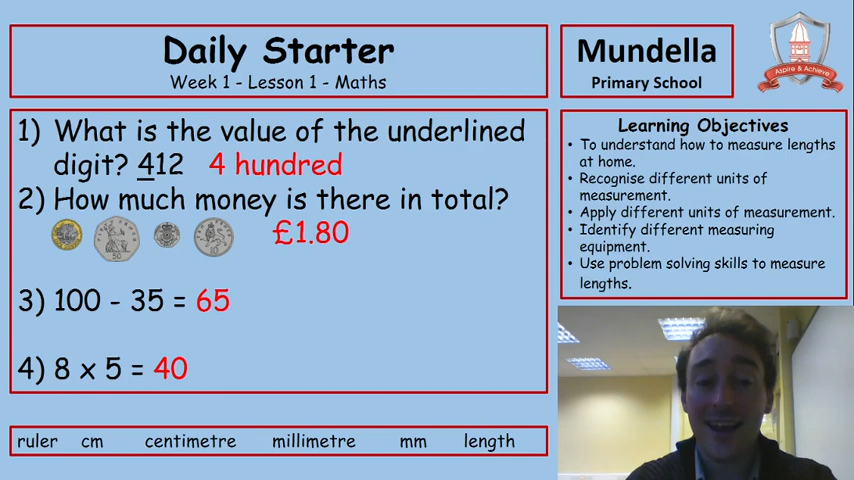 Daily Starter
Week 1 - Lesson 1 - Maths
Mundella
Primary School
Aspire & Achieve
1) What is the value of the underlined
digit? 412 4 hundred
2) How much money is there in total?
£1.80
3) 100 - 35 = 65
4) 8 x 5 = 40
Learning Objectives
• To understand how to measure lengths
at home.
• Recognise different units of
measurement.
• Apply different units of measurement.
• Identify different measuring
equipment.
• Use problem solving skills to measure
lengths.
ruler cm centimetre millimetre mm length